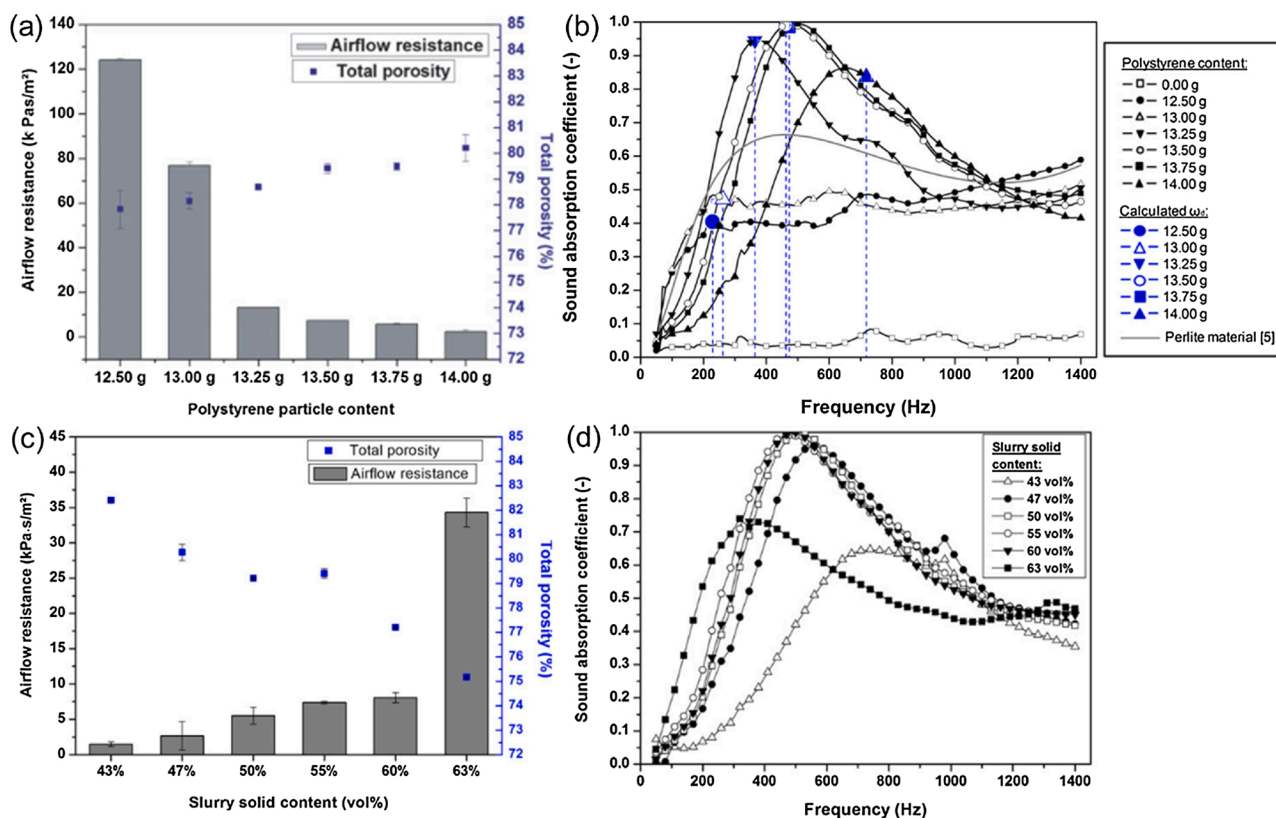 (a)
Airflow resistance (k Pas/m²)
140
120
100
80
60
40
20
0
Airflow resistance
Total porosity
85
84
83
82
81
80
79
78
77
76
75
74
73
72
Total porosity (%)
12.50 g 13.00 g 13.25 g 13.50 g 13.75 g 14.00 g
Polystyrene particle content
(b)
Sound absorption coefficient (-)
1.0
0.9
0.8
0.7
0.6
0.5
0.4
0.3
0.2
0.1
0.0
200 400 600 800 1000 1200 1400
Frequency (Hz)
Polystyrene content:
0.00 g
12.50 g
13.00 g
13.25 g
13.50 g
13.75 g
14.00 g
Calculated ω₀:
12.50 g
13.00 g
13.25 g
13.50 g
13.75 g
14.00 g
Perlite material [5]
(c)
Airflow resistance (kPa.s/m²)
45
40
35
30
25
20
15
10
5
0
Total porosity
Airflow resistance
85
84
83
82
81
80
79
78
77
76
75
74
73
72
Total porosity (%)
43% 47% 50% 55% 60% 63%
Slurry solid content (vol%)
(d)
Sound absorption coefficient (-)
1.0
0.9
0.8
0.7
0.6
0.5
0.4
0.3
0.2
0.1
0.0
0 200 400 600 800 1000 1200 1400
Frequency (Hz)
Slurry solid
content:
43 vol%
47 vol%
50 vol%
55 vol%
60 vol%
63 vol%